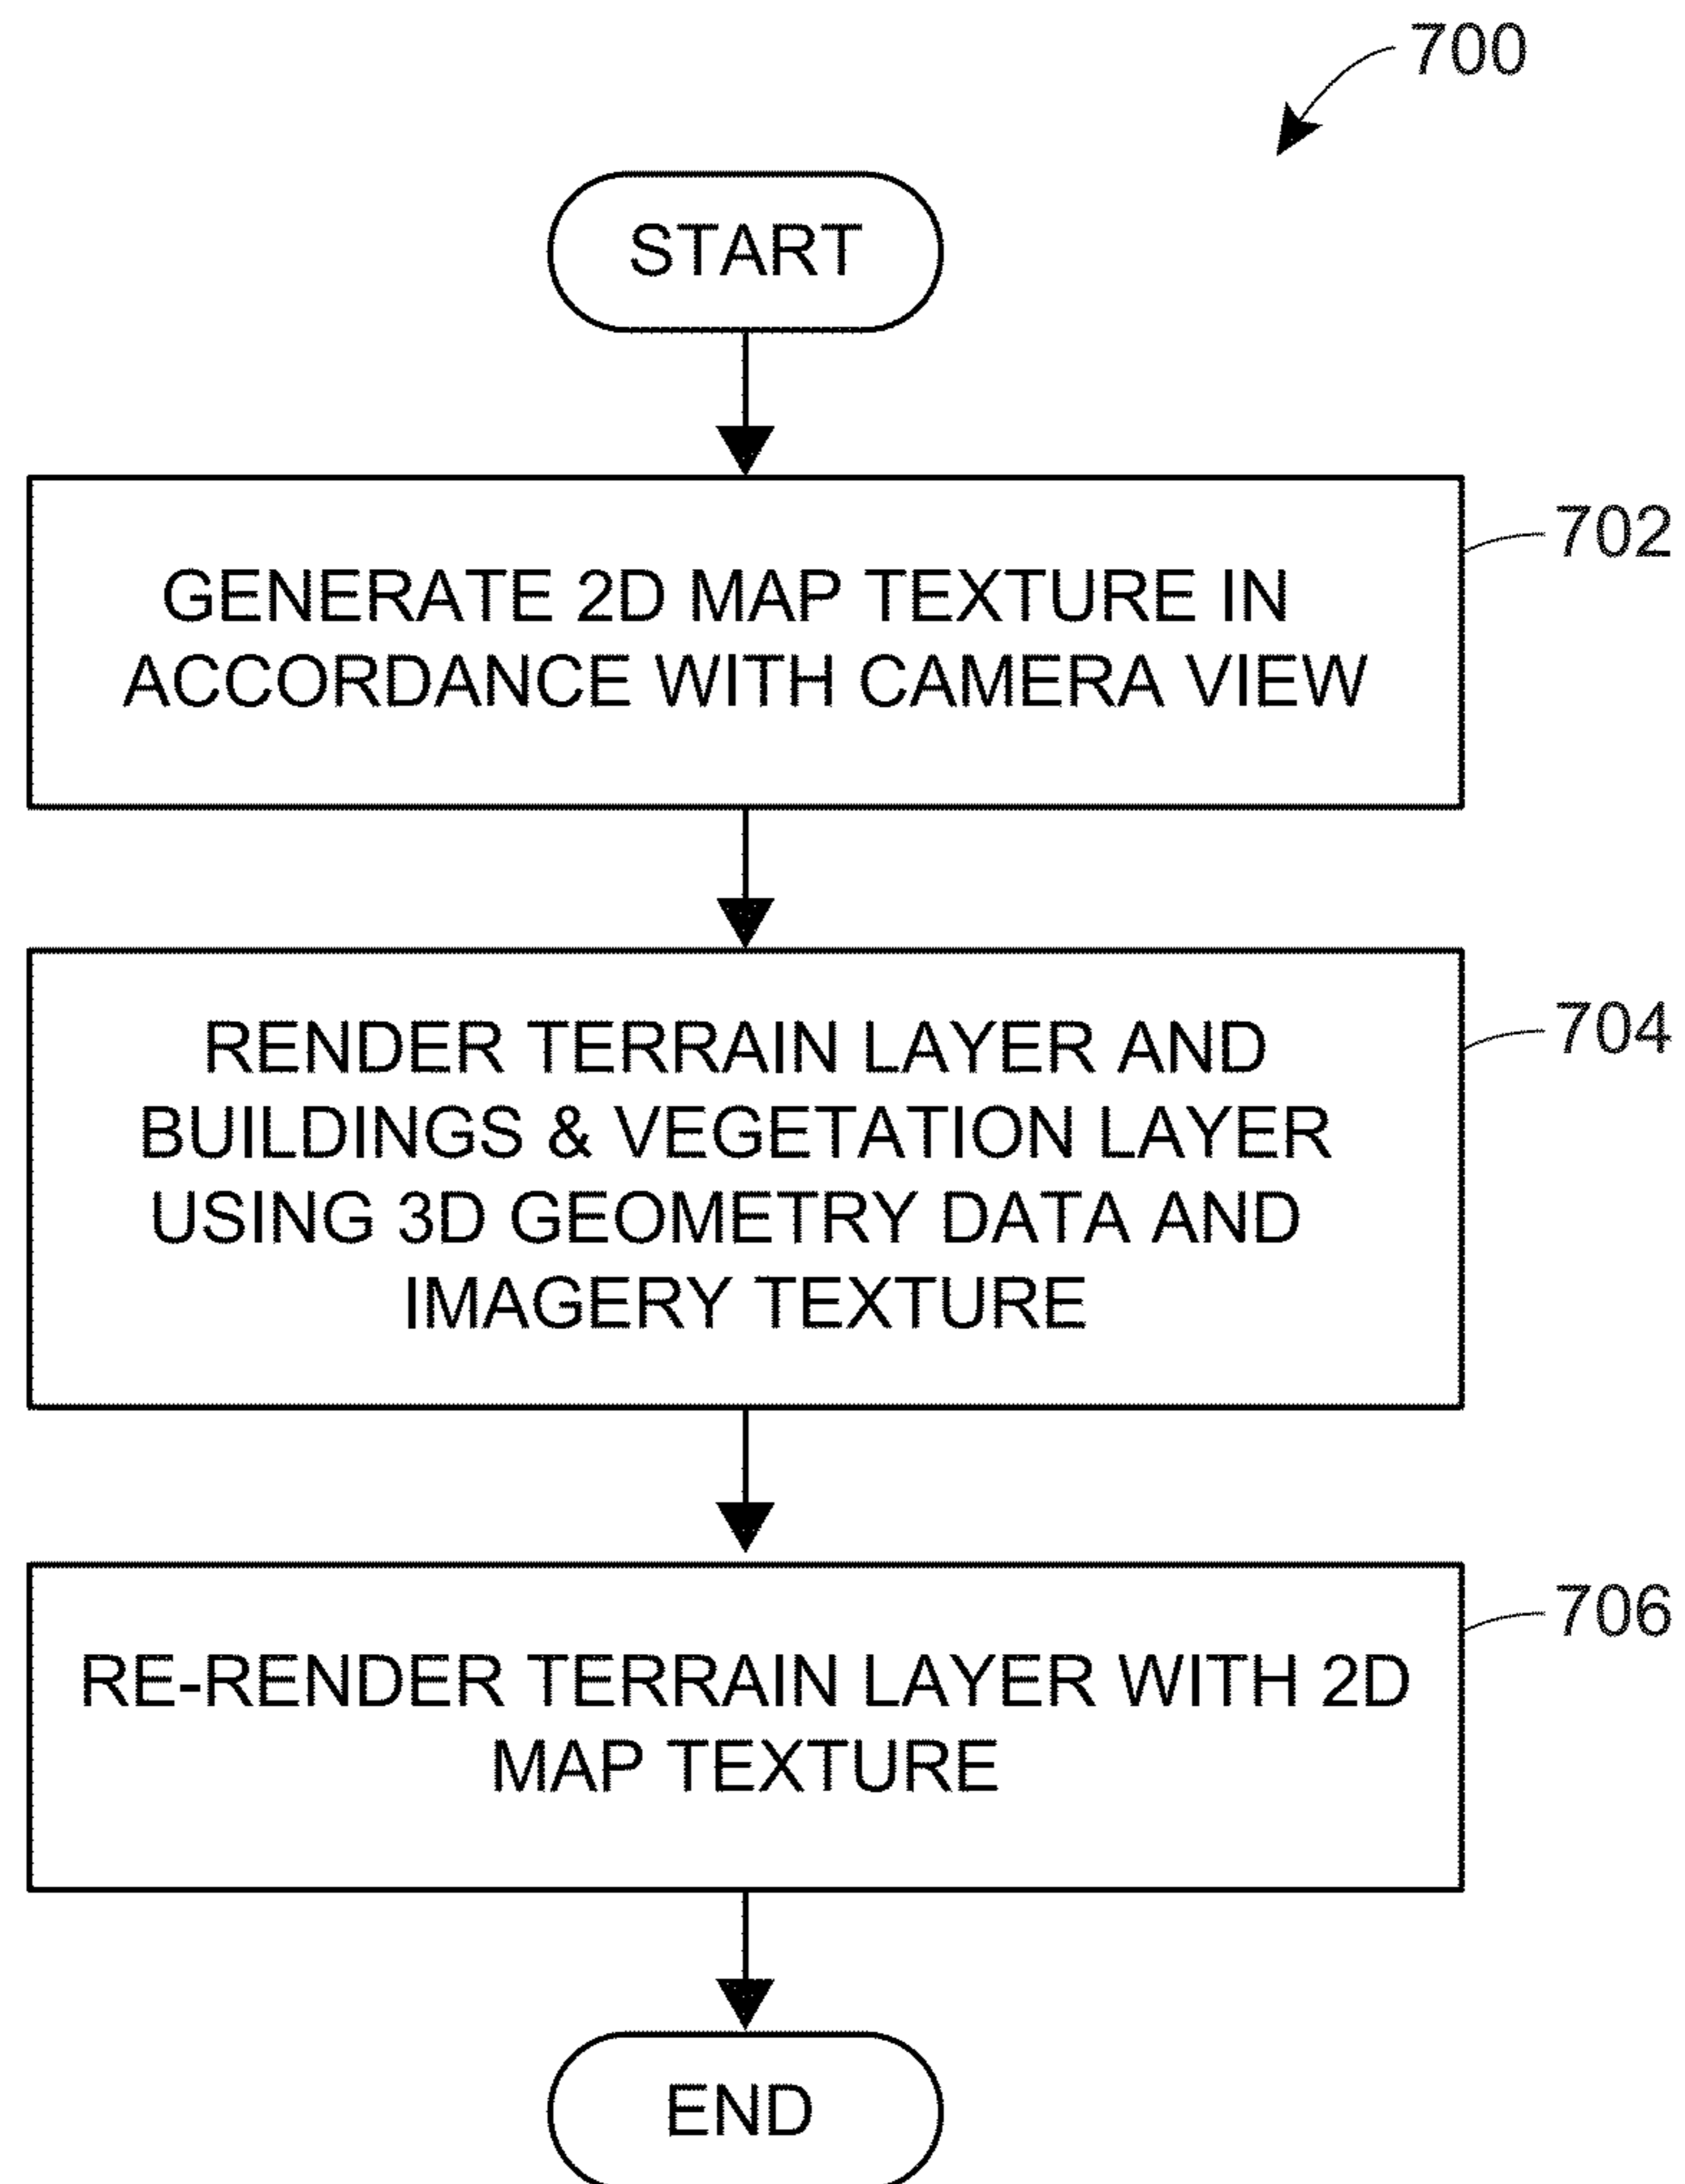 700
START
702
GENERATE 2D MAP TEXTURE IN
ACCORDANCE WITH CAMERA VIEW
704
RENDER TERRAIN LAYER AND
BUILDINGS & VEGETATION LAYER
USING 3D GEOMETRY DATA AND
IMAGERY TEXTURE
706
RE-RENDER TERRAIN LAYER WITH 2D
MAP TEXTURE
END